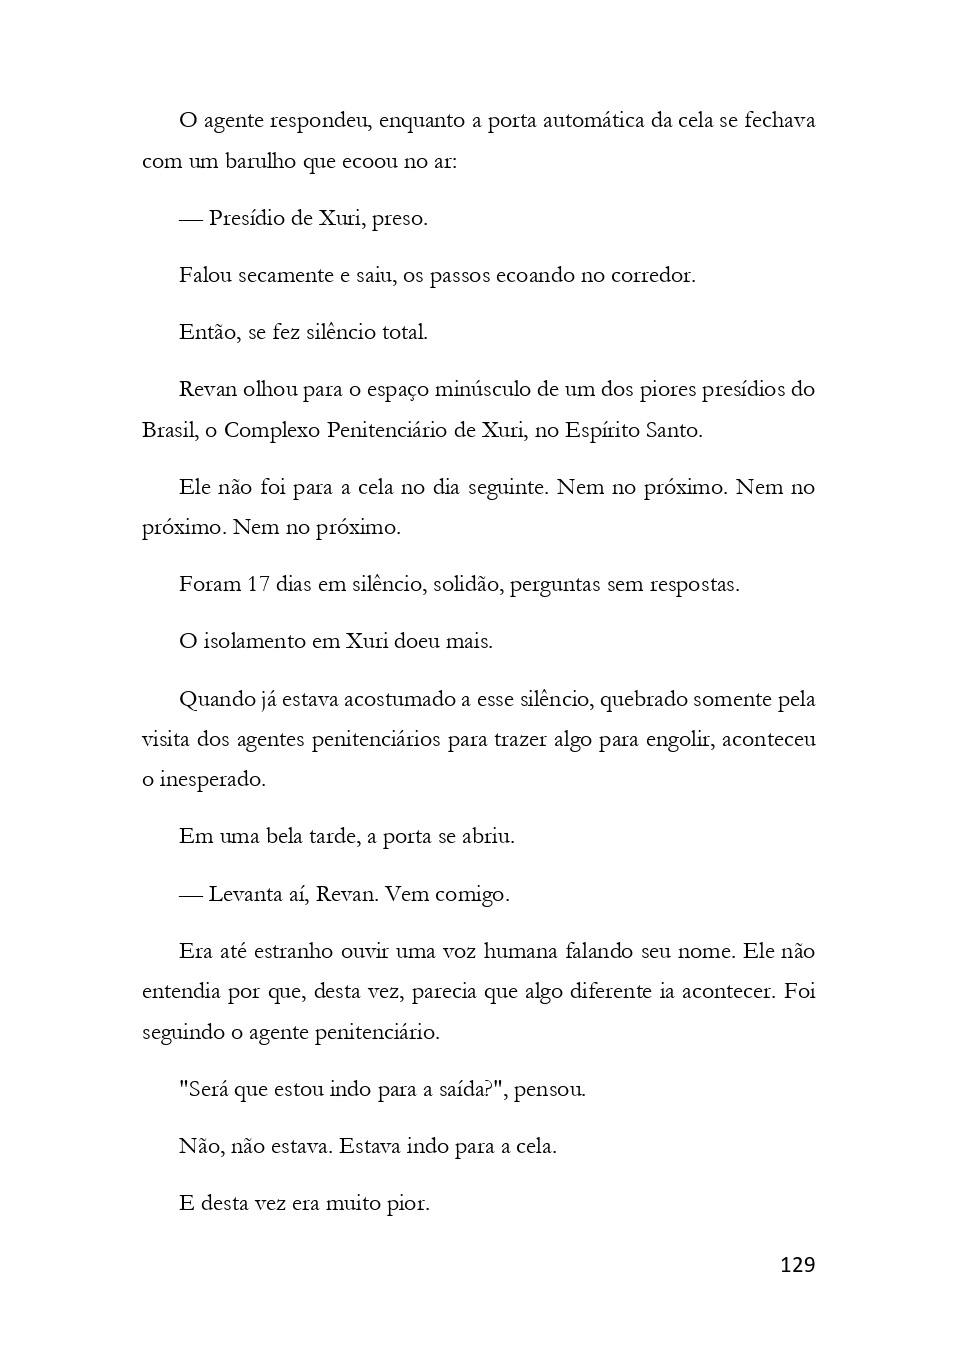 O agente respondeu, enquanto a porta automática da cela se fechava
com um barulho que ecoou no ar:
— Presídio de Xuri, preso.
Falou secamente e saiu, os passos ecoando no corredor.
Então, se fez silêncio total.
Revan olhou para o espaço minúsculo de um dos piores presídios do
Brasil, o Complexo Penitenciário de Xuri, no Espírito Santo.
Ele não foi para a cela no dia seguinte. Nem no próximo. Nem no
próximo. Nem no próximo.
Foram 17 dias em silêncio, solidão, perguntas sem respostas.
O isolamento em Xuri doeu mais.
Quando já estava acostumado a esse silêncio, quebrado somente pela
visita dos agentes penitenciários para trazer algo para engolir, aconteceu
o inesperado.
Em uma bela tarde, a porta se abriu.
— Levanta aí, Revan. Vem comigo.
Era até estranho ouvir uma voz humana falando seu nome. Ele não
entendia por que, desta vez, parecia que algo diferente ia acontecer. Foi
seguindo o agente penitenciário.
"Será que estou indo para a saída?", pensou.
Não, não estava. Estava indo para a cela.
E desta vez era muito pior.
129